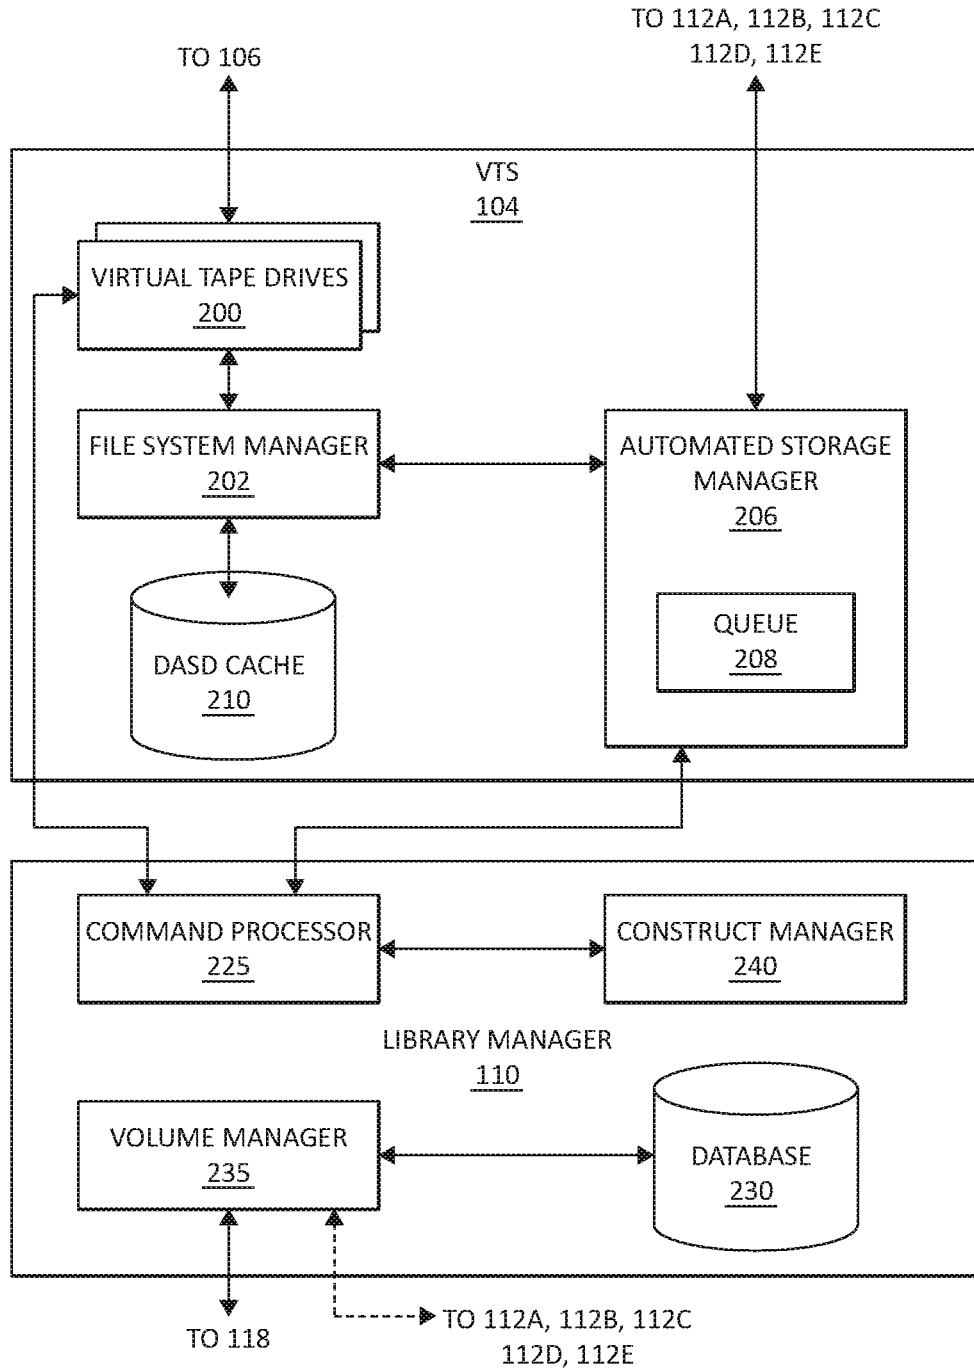 TO 106
TO 112A, 112B, 112C
112D, 112E
VTS
104
VIRTUAL TAPE DRIVES
200
FILE SYSTEM MANAGER
202
AUTOMATED STORAGE
MANAGER
206
QUEUE
208
DASD CACHE
210
COMMAND PROCESSOR
225
CONSTRUCT MANAGER
240
LIBRARY MANAGER
110
VOLUME MANAGER
235
DATABASE
230
TO 118
TO 112A, 112B, 112C
112D, 112E